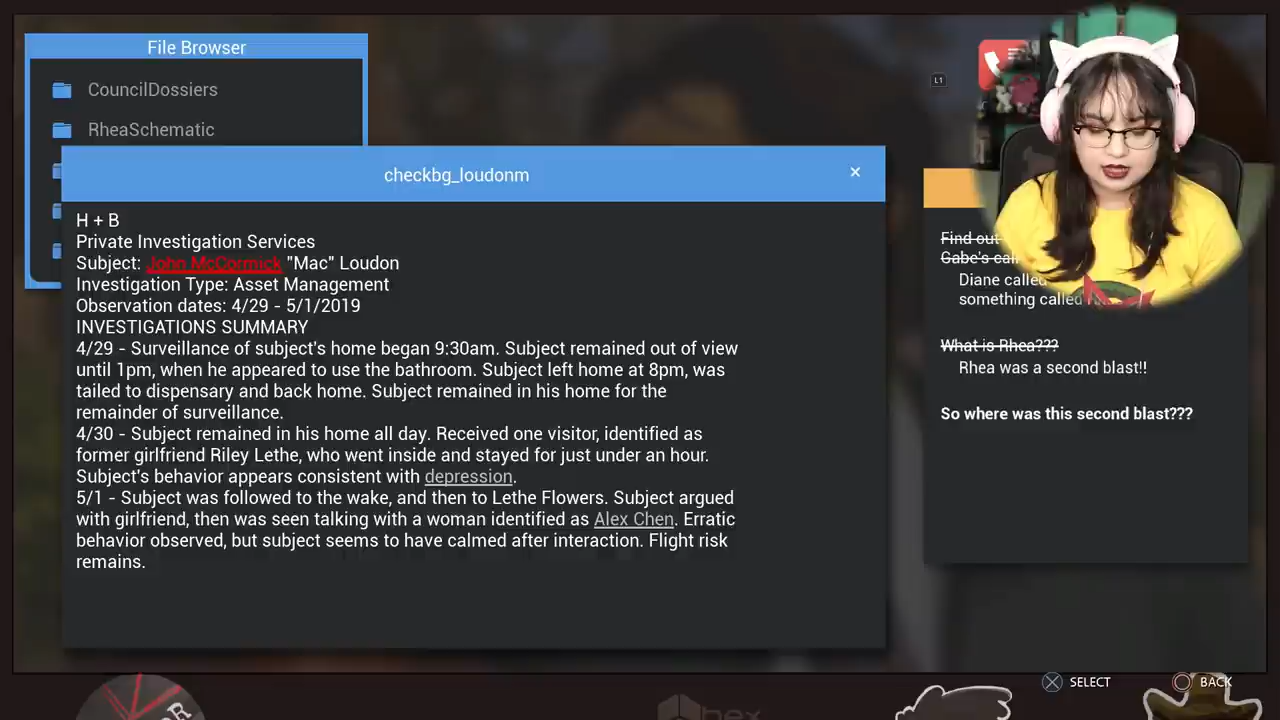 File Browser
CouncilDossiers
RheaSchematic
L1
checkbg_loudonm
×
H + B
Private Investigation Services
Subject: John McCormick "Mac" Loudon
Investigation Type: Asset Management
Observation dates: 4/29 - 5/1/2019
INVESTIGATIONS SUMMARY
4/29 - Surveillance of subject's home began 9:30am. Subject remained out of view
until 1pm, when he appeared to use the bathroom. Subject left home at 8pm, was
tailed to dispensary and back home. Subject remained in his home for the
remainder of surveillance.
4/30 - Subject remained in his home all day. Received one visitor, identified as
former girlfriend Riley Lethe, who went inside and stayed for just under an hour.
Subject's behavior appears consistent with depression.
5/1 - Subject was followed to the wake, and then to Lethe Flowers. Subject argued
with girlfriend, then was seen talking with a woman identified as Alex Chen. Erratic
behavior observed, but subject seems to have calmed after interaction. Flight risk
remains.
Find out
Gabe's call
Diane called
something called
What is Rhea???
Rhea was a second blast!!
So where was this second blast???
SELECT
BACK